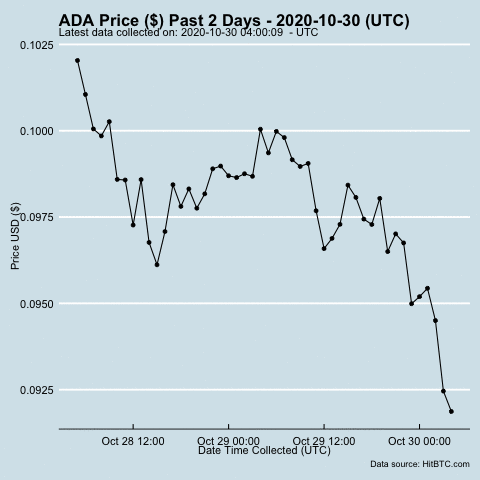 ADA Price ($) Past 2 Days - 2020-10-30 (UTC)
Latest data collected on: 2020-10-30 04:00:09  - UTC
0.1025
0.1000
0.0975
0.0950
0.0925
Price USD ($)
Oct 28 12:00
Oct 29 00:00
Oct 29 12:00
Oct 30 00:00
Date Time Collected (UTC)
Data source: HitBTC.com